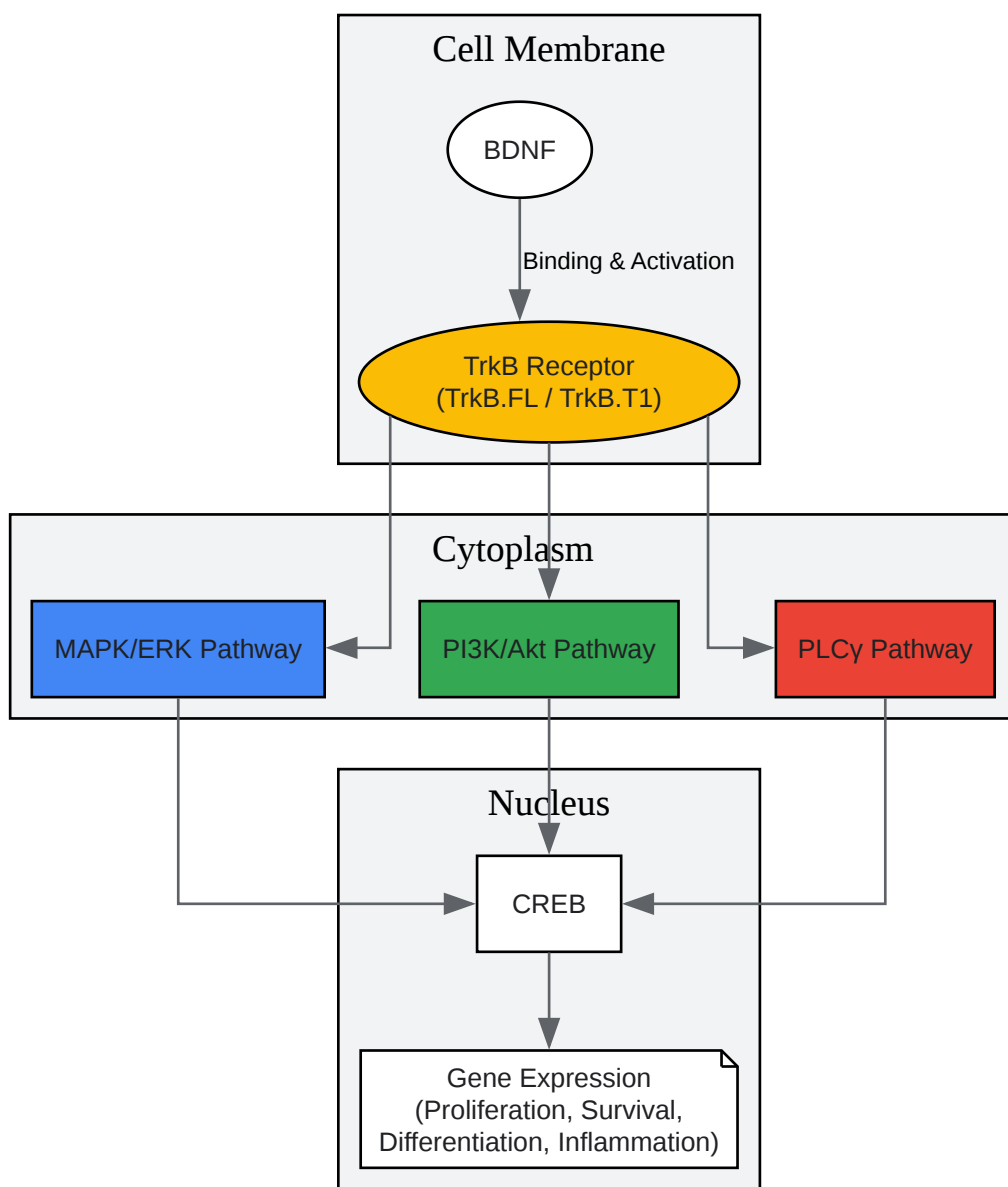 Cell Membrane
BDNF
Binding & Activation
TrkB Receptor
(TrkB.FL / TrkB.T1)
Cytoplasm
MAPK/ERK Pathway
PI3K/Akt Pathway
PLCγ Pathway
Nucleus
CREB
Gene Expression
(Proliferation, Survival,
Differentiation, Inflammation)